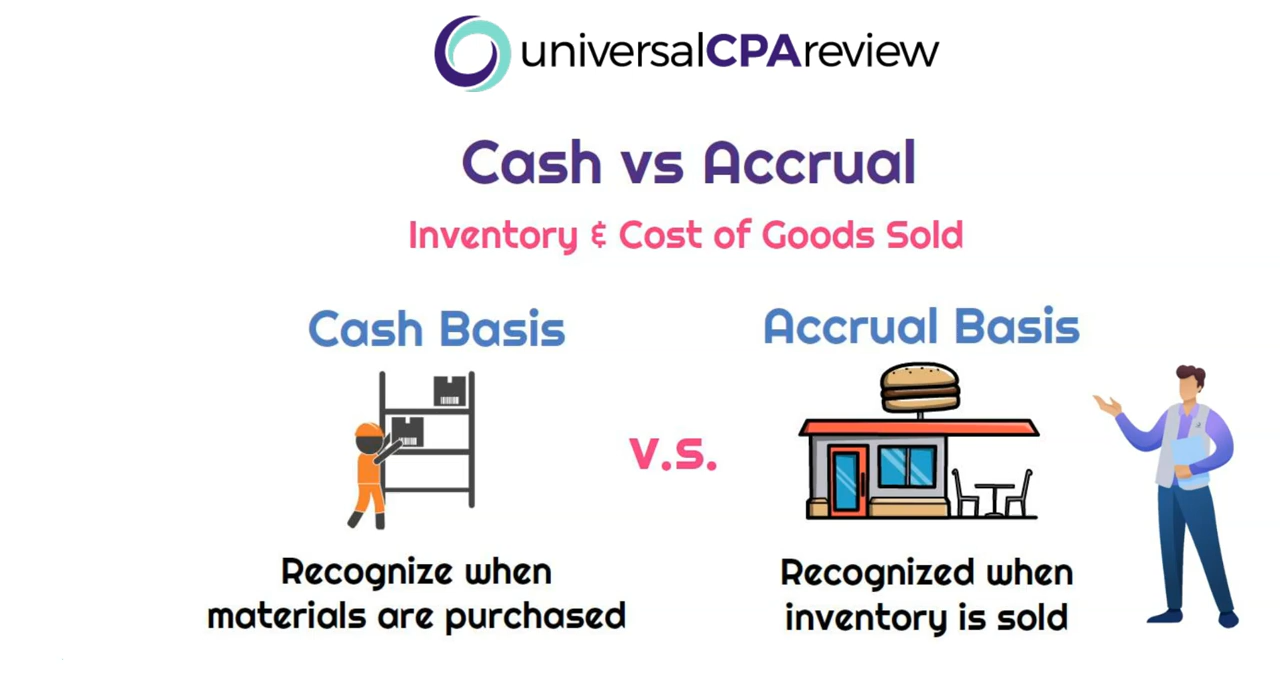 universalCPAreview
Cash vs Accrual
Inventory & Cost of Goods Sold
Cash Basis
Accrual Basis
v.s.
Recognize when
materials are purchased
Recognized when
inventory is sold